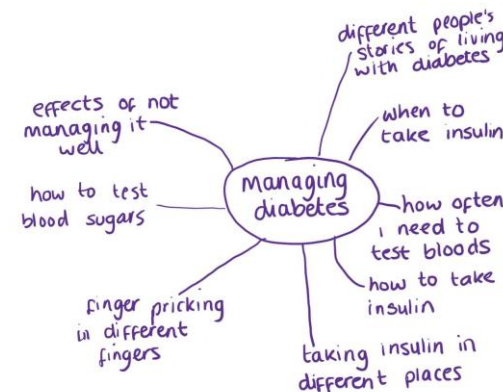 different people's
stories of living
with diabetes
when to
take insulin
how often
I need to
test bloods
how to take
insulin
taking insulin in
different places
finger pricking
in different
fingers
how to test
blood sugars
effects of not
managing it
well
managing
diabetes